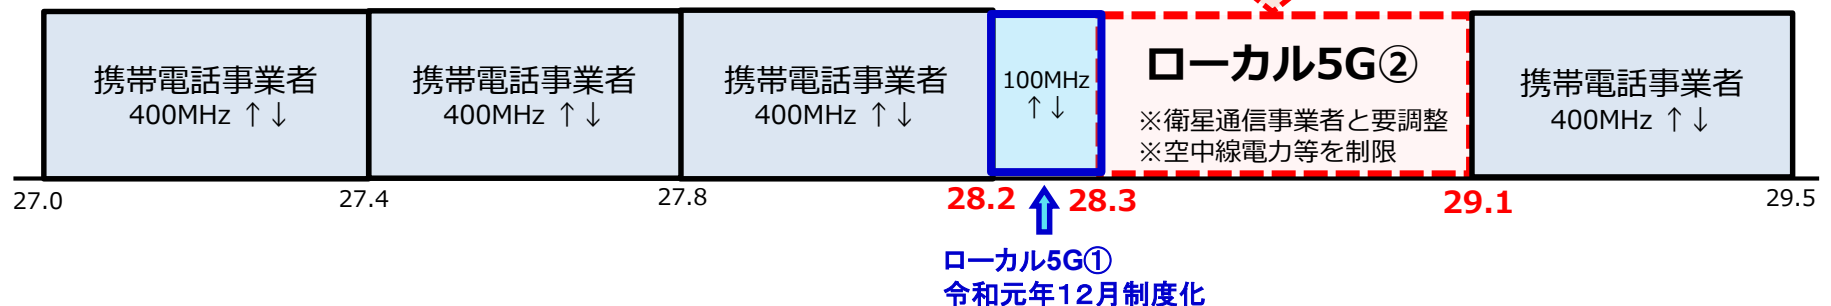 携帯電話事業者
400MHz ↑↓
携帯電話事業者
400MHz ↑↓
携帯電話事業者
400MHz ↑↓
100MHz
↑↓
ローカル5G②
※衛星通信事業者と要調整
※空中線電力等を制限
携帯電話事業者
400MHz ↑↓
27.0
27.4
27.8
28.2
28.3
29.1
29.5
ローカル5G①
令和元年12月制度化